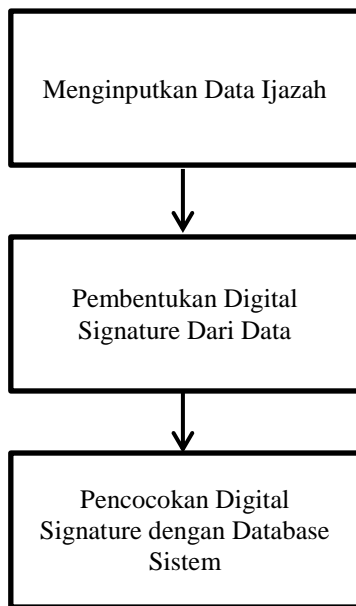 Menginputkan Data Ijazah
Pembentukan Digital
Signature Dari Data
Pencocokan Digital
Signature dengan Database
Sistem